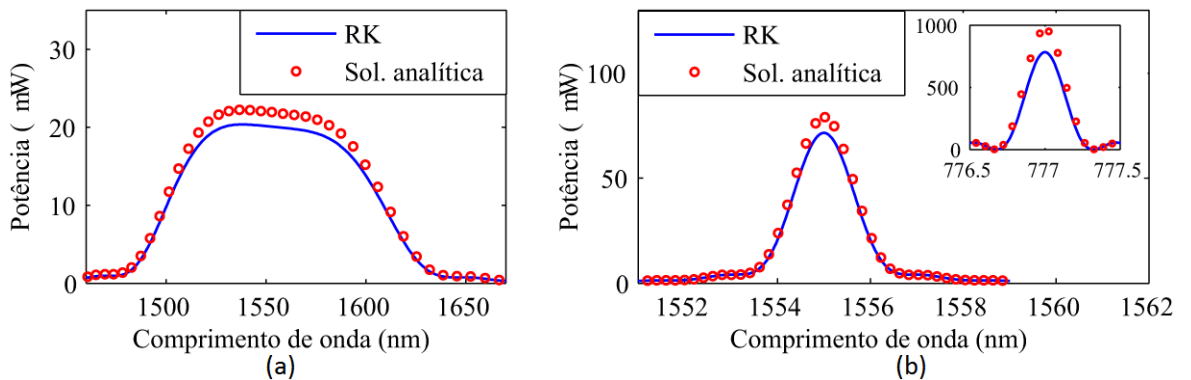 RK
Sol. analítica
Potência ( mW)
30
20
10
0
1500
1550
1600
1650
Comprimento de onda (nm)
(a)
RK
Sol. analítica
Potência ( mW)
100
50
0
1552
1554
1556
1558
1560
1562
Comprimento de onda (nm)
(b)
1000
500
0
776.5
777
777.5